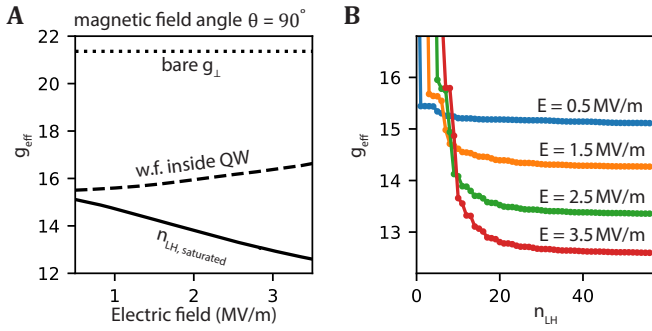 A
magnetic field angle θ = 90°
22
20
18
16
14
12
g_eff
bare g_⊥
w.f. inside QW
n_LH, saturated
1
2
3
Electric field (MV/m)
B
16
15
14
13
g_eff
E = 0.5 MV/m
E = 1.5 MV/m
E = 2.5 MV/m
E = 3.5 MV/m
0
20
40
n_LH